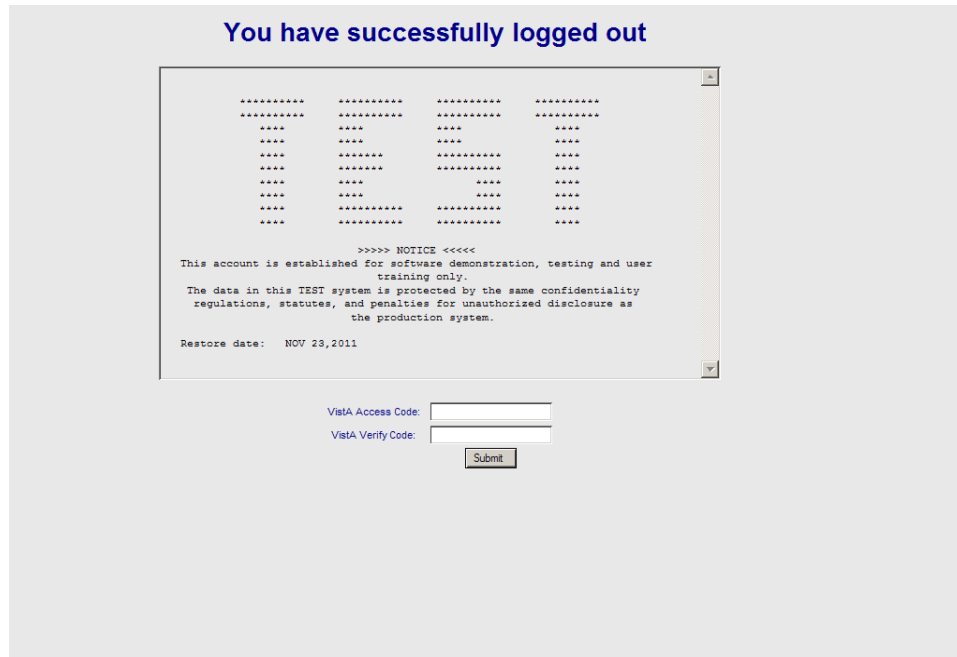 You have successfully logged out
**********     **********     **********     **********
**********     **********     **********     **********
   ****        ****           ****              ****
   ****        ****           ****              ****
   ****        *******        **********        ****
   ****        *******        **********        ****
   ****        ****                 ****        ****
   ****        ****                 ****        ****
   ****        **********     **********        ****
   ****        **********     **********        ****
>>>>> NOTICE <<<<<
This account is established for software demonstration, testing and user
training only.
The data in this TEST system is protected by the same confidentiality
regulations, statutes, and penalties for unauthorized disclosure as
the production system.
Restore date:   NOV 23,2011
VistA Access Code:
VistA Verify Code:
Submit